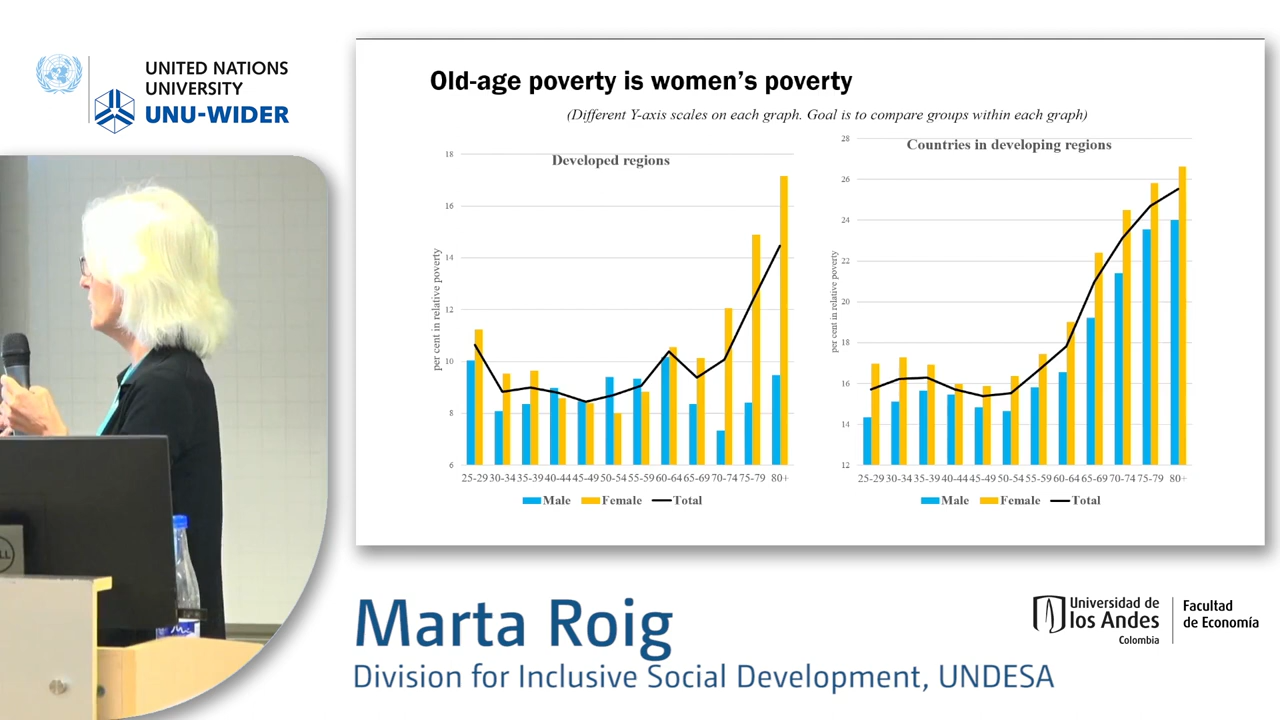 UNITED NATIONS
UNIVERSITY
UNU-WIDER
Old-age poverty is women's poverty
(Different Y-axis scales on each graph. Goal is to compare groups within each graph)
Developed regions
per cent in relative poverty
18
16
14
12
10
8
6
25-29 30-34 35-39 40-44 45-49 50-54 55-59 60-64 65-69 70-74 75-79 80+
Male Female Total
Countries in developing regions
per cent in relative poverty
28
26
24
22
20
18
16
14
12
25-29 30-34 35-39 40-44 45-49 50-54 55-59 60-64 65-69 70-74 75-79 80+
Male Female Total
Marta Roig
Division for Inclusive Social Development, UNDESA
Universidad de
los Andes
Colombia
Facultad
de Economía